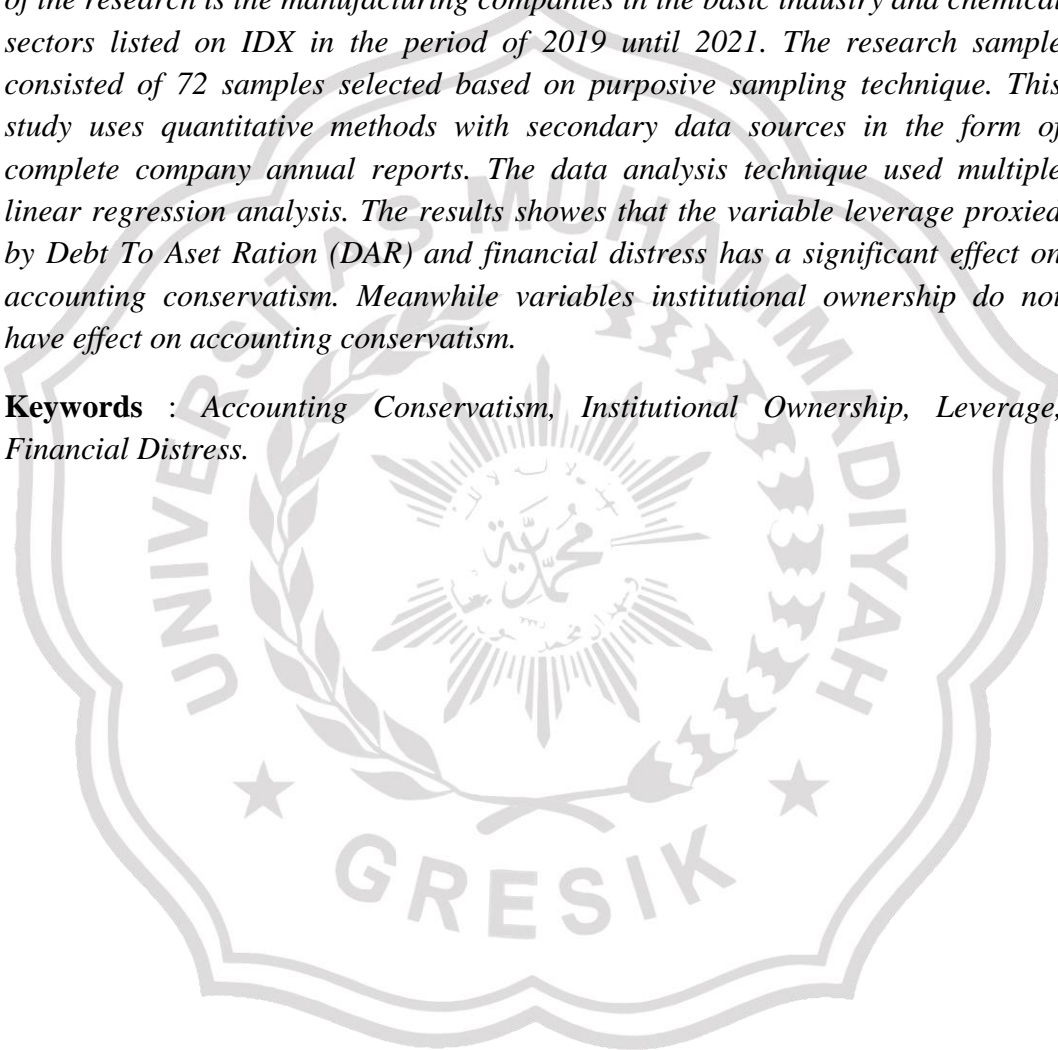 of the research is the manufacturing companies in the basic industry and chemical
sectors listed on IDX in the period of 2019 until 2021. The research sample
consisted of 72 samples selected based on purposive sampling technique. This
study uses quantitative methods with secondary data sources in the form of
complete company annual reports. The data analysis technique used multiple
linear regression analysis. The results showes that the variable leverage proxied
by Debt To Aset Ration (DAR) and financial distress has a significant effect on
accounting conservatism. Meanwhile variables institutional ownership do not
have effect on accounting conservatism.
Keywords : Accounting Conservatism, Institutional Ownership, Leverage,
Financial Distress.
UNIVERSITAS MUHAMMADIYAH
GRESIK